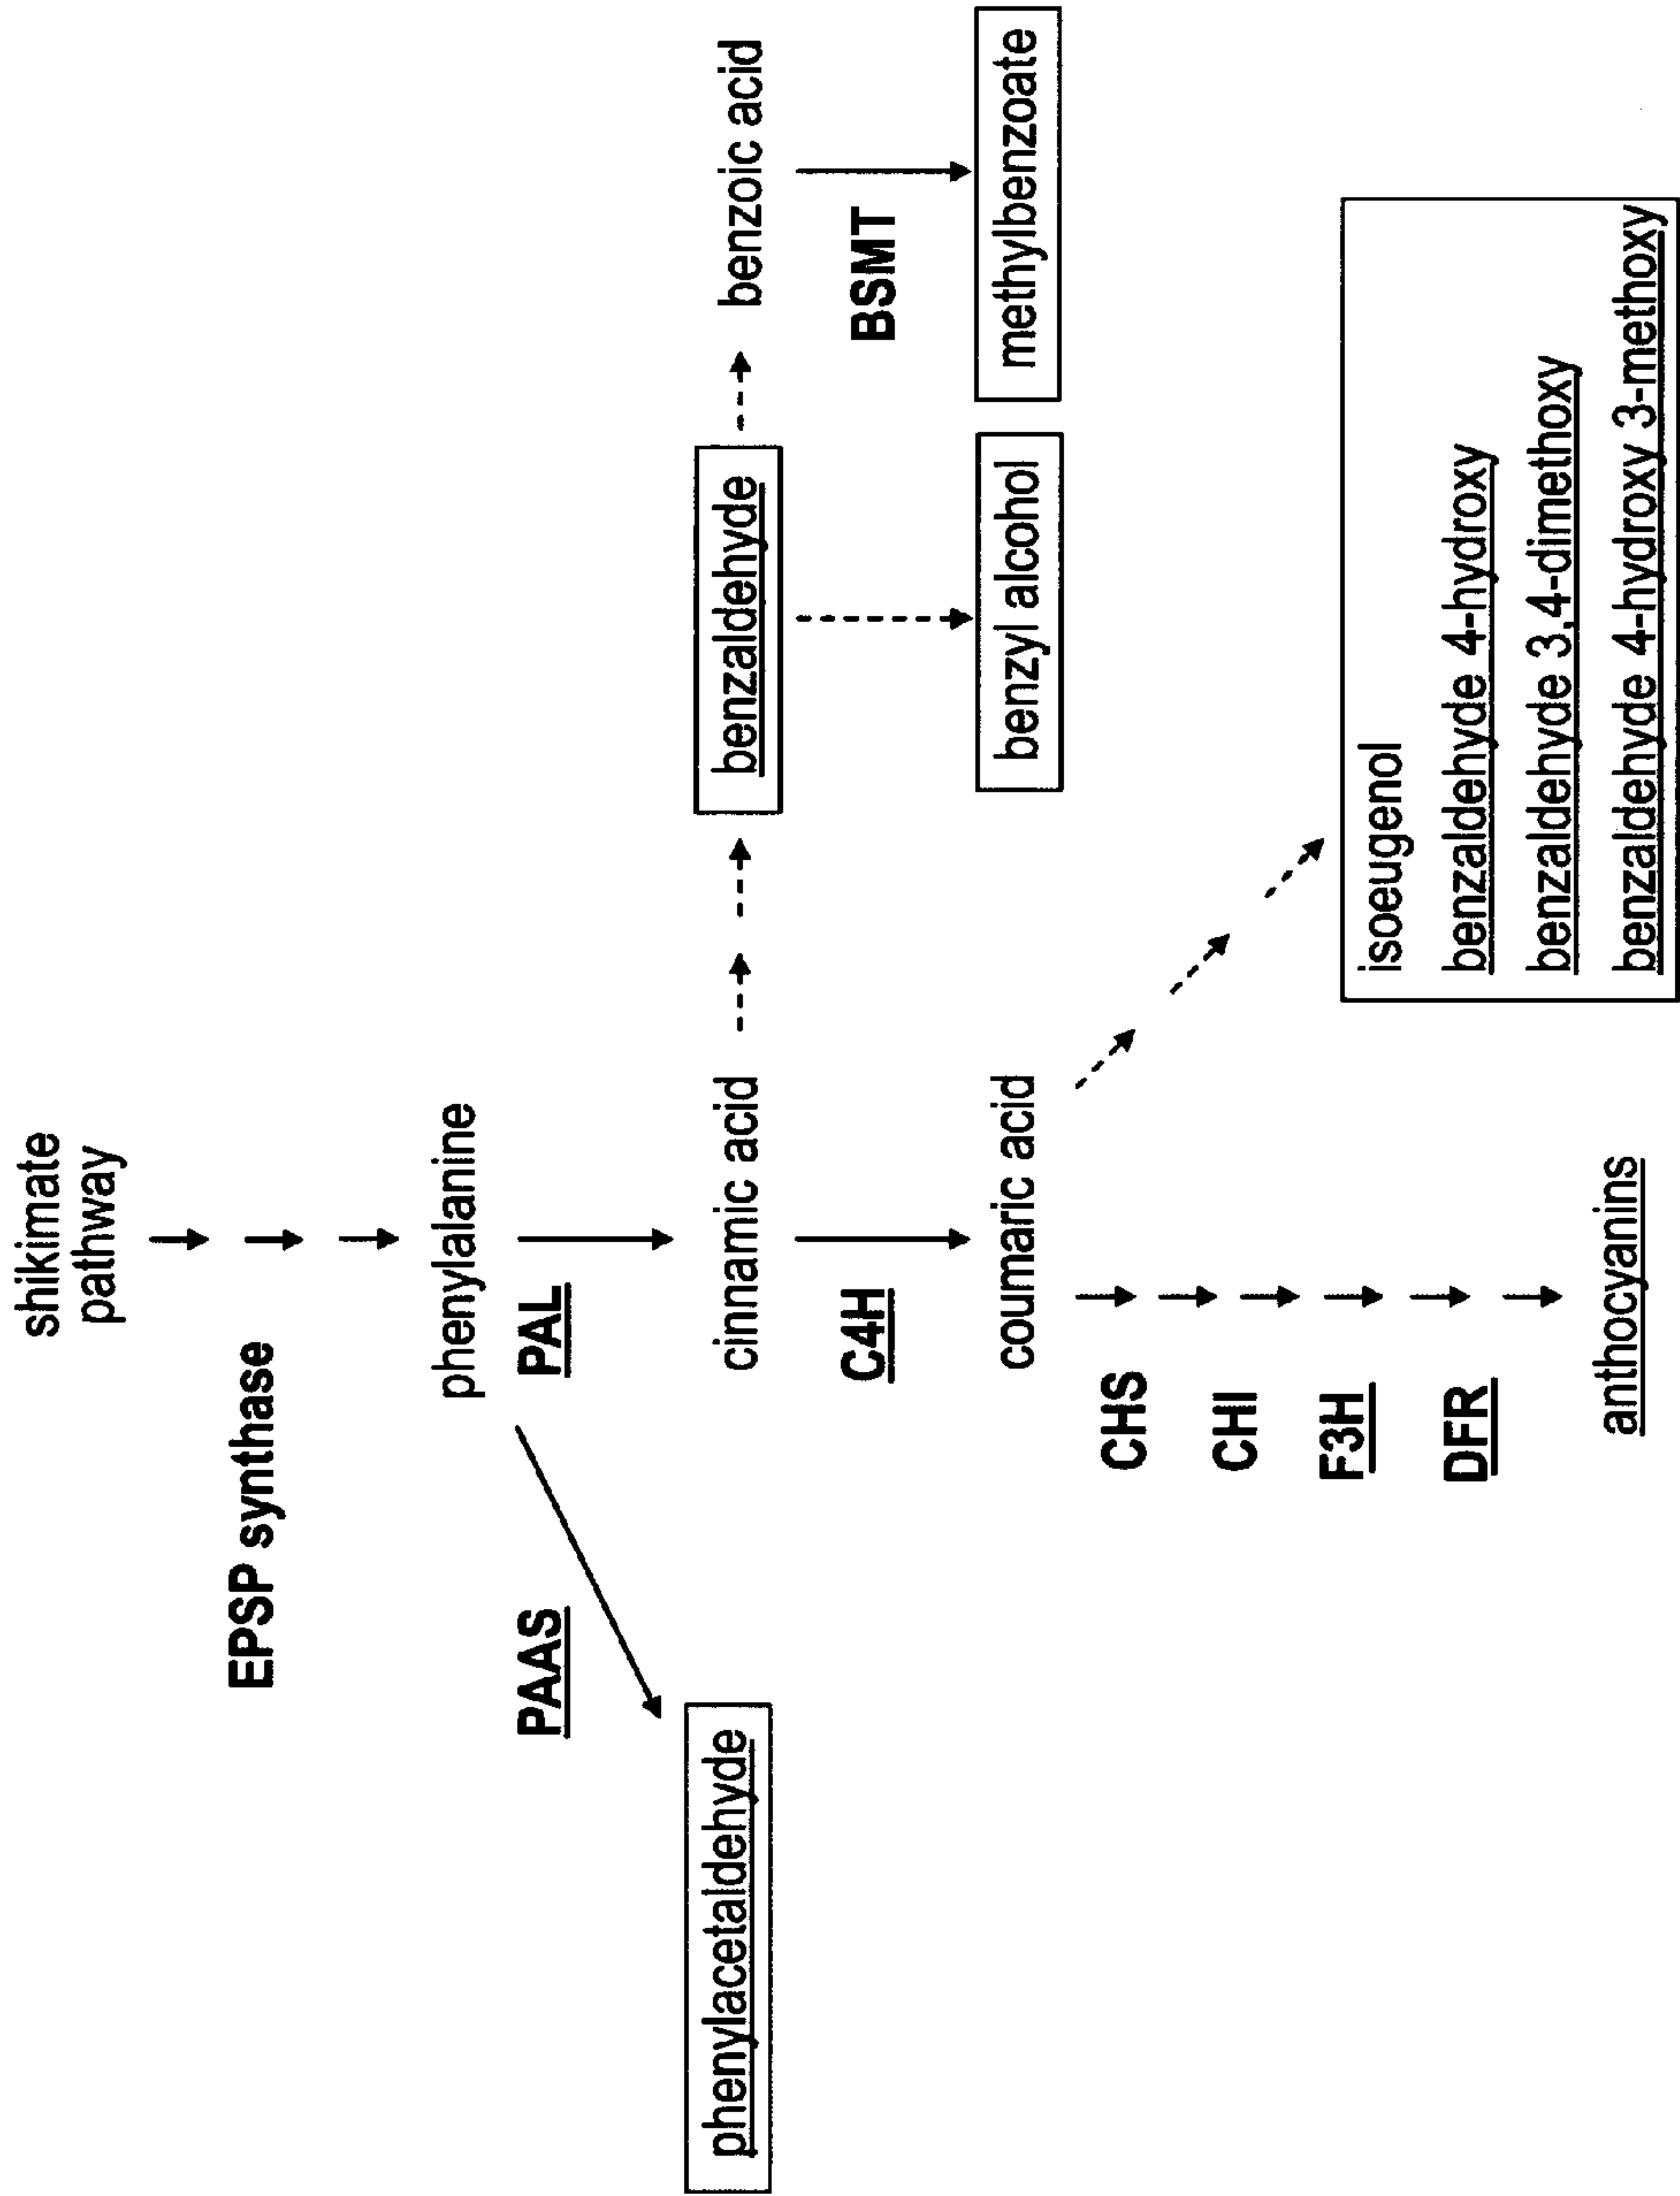 shikimate
pathway
EPSP synthase
phenylalanine
PAAS
PAL
phenylacetaldehyde
cinnamic acid
benzaldehyde
benzoic acid
C4H
BSMT
coumaric acid
benzyl alcohol
methylbenzoate
CHS
CHI
F3H
DFR
anthocyanins
isoeugenol
benzaldehyde 4-hydroxy
benzaldehyde 3,4-dimethoxy
benzaldehyde 4-hydroxy 3-methoxy